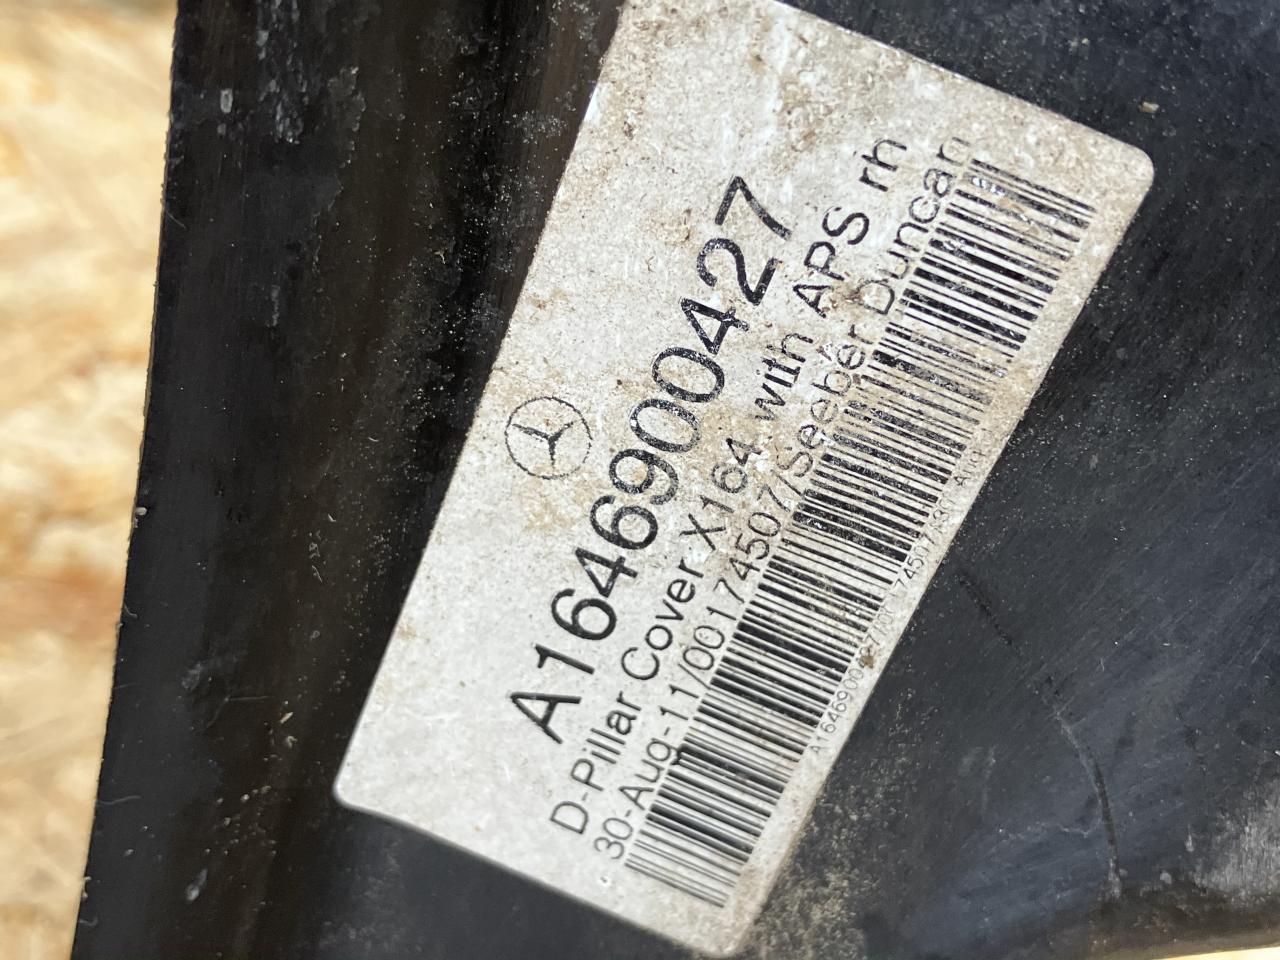 A1646900427
D-Pillar Cover X164 with APS rh
30-Aug-11/00174507/Seeber Duncan